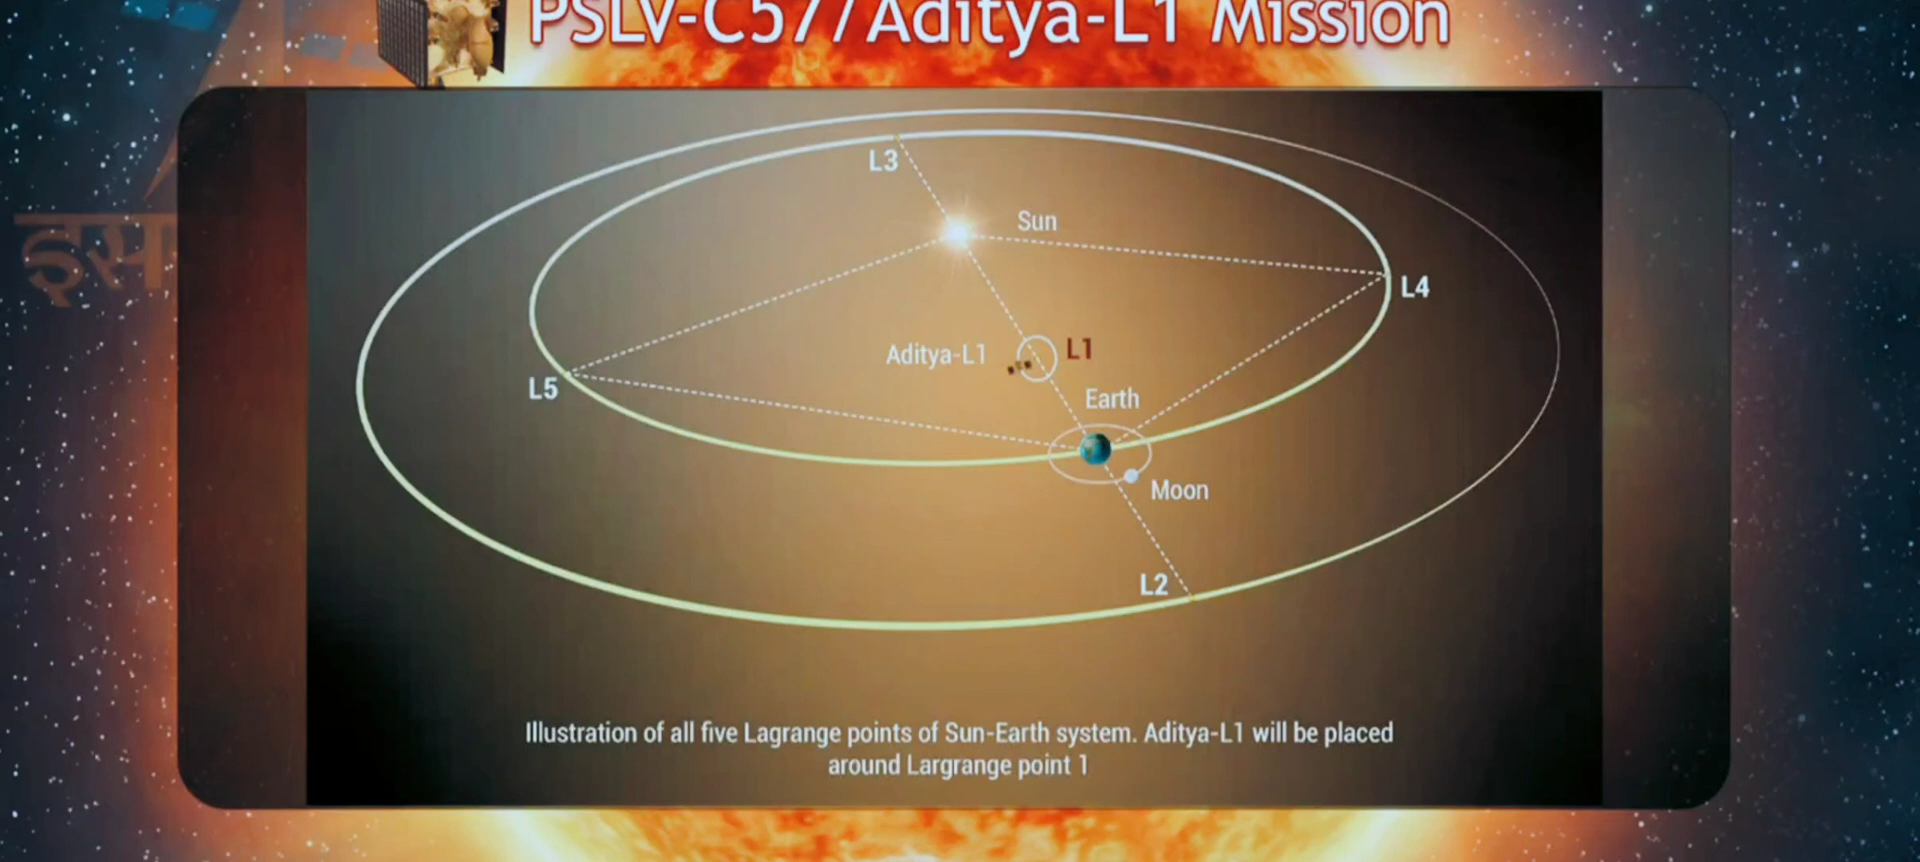 PSLV-C57/Aditya-L1 Mission
इस
L3
Sun
L4
Aditya-L1
L1
L5
Earth
Moon
L2
Illustration of all five Lagrange points of Sun-Earth system. Aditya-L1 will be placed
around Largrange point 1